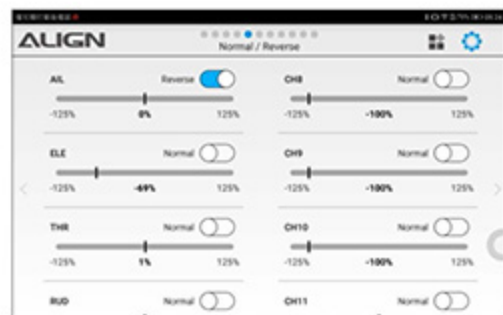 ALIGN
Normal / Reverse
AIL Reverse
-125% 0% 125%
CH8 Normal
-125% -100% 125%
ELE Normal
-125% -69% 125%
CH9 Normal
-125% -100% 125%
THR Normal
-125% 1% 125%
CH10 Normal
-125% -100% 125%
RUD Normal
CH11 Normal